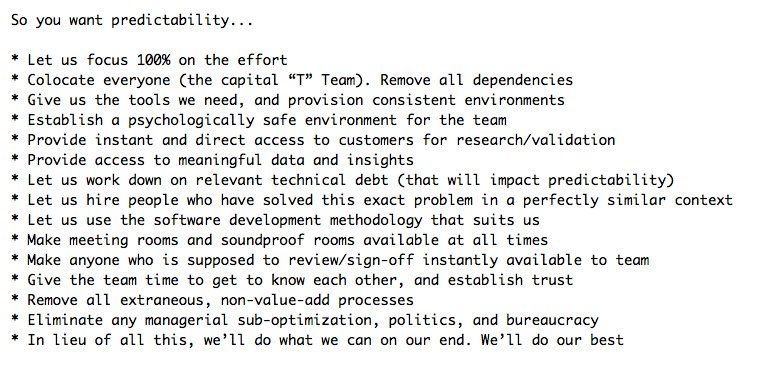 So you want predictability...
* Let us focus 100% on the effort
* Colocate everyone (the capital “T” Team). Remove all dependencies
* Give us the tools we need, and provision consistent environments
* Establish a psychologically safe environment for the team
* Provide instant and direct access to customers for research/validation
* Provide access to meaningful data and insights
* Let us work down on relevant technical debt (that will impact predictability)
* Let us hire people who have solved this exact problem in a perfectly similar context
* Let us use the software development methodology that suits us
* Make meeting rooms and soundproof rooms available at all times
* Make anyone who is supposed to review/sign-off instantly available to team
* Give the team time to get to know each other, and establish trust
* Remove all extraneous, non-value-add processes
* Eliminate any managerial sub-optimization, politics, and bureaucracy
* In lieu of all this, we’ll do what we can on our end. We’ll do our best